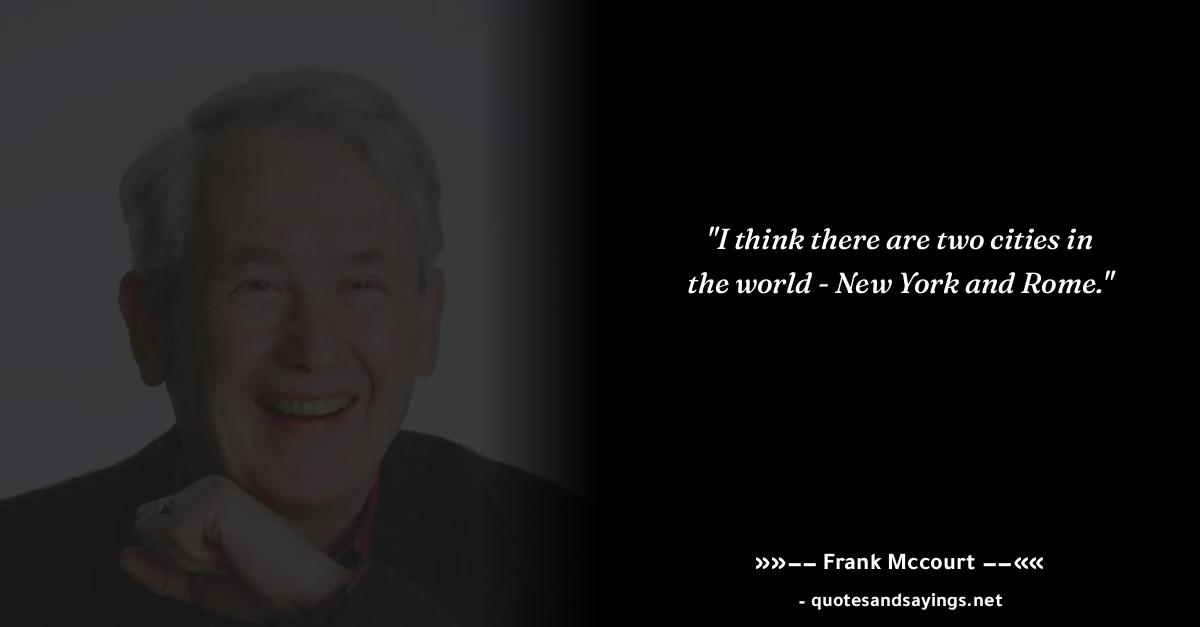 "I think there are two cities in
the world - New York and Rome."
»»−− Frank Mccourt −−««
- quotesandsayings.net